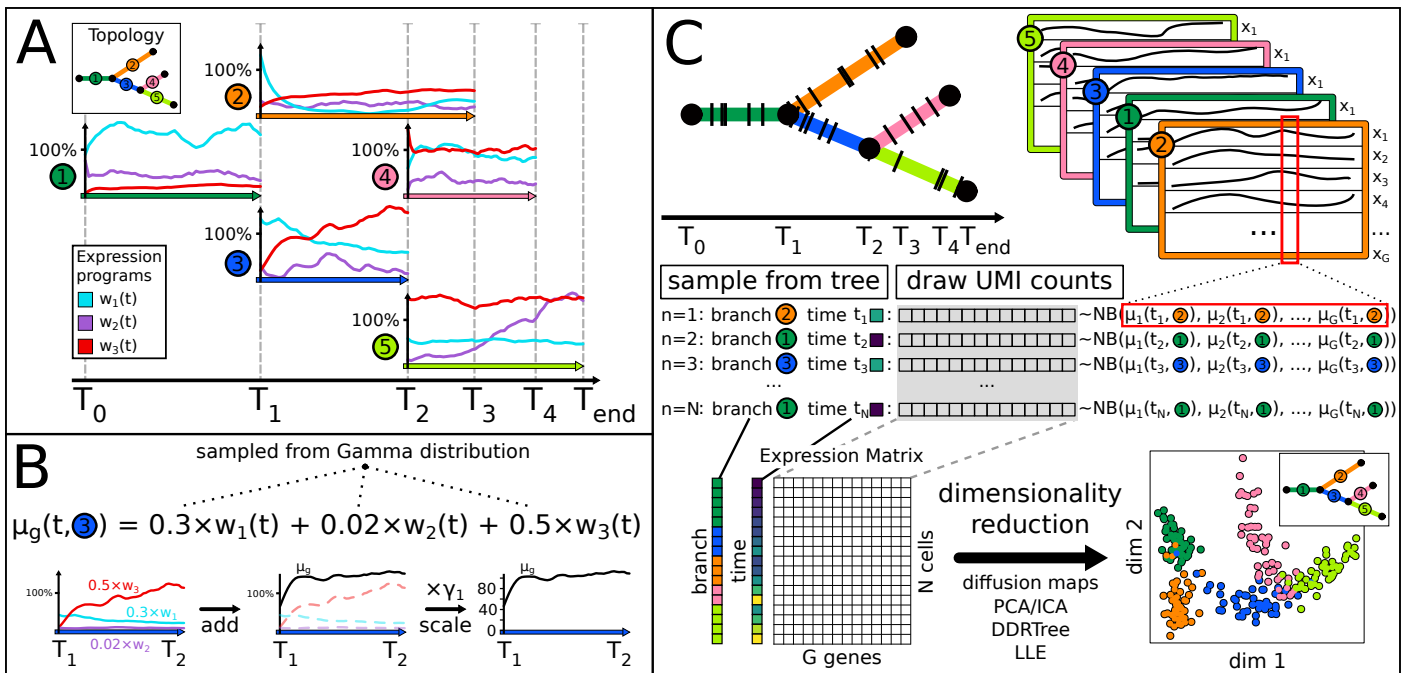 A
Topology
1
2
3
4
5
100%
2
100%
1
100%
4
100%
3
100%
5
Expression
programs
w₁(t)
w₂(t)
w₃(t)
T₀ T₁ T₂ T₃ T₄ Tend
B
sampled from Gamma distribution
μg(t,3) = 0.3×w₁(t) + 0.02×w₂(t) + 0.5×w₃(t)
100%
0.5×w₃
0.3×w₁
0.02×w₂
T₁ T₂
add
100%
μg
T₁ T₂
×γ₁
scale
μg
80
40
0
T₁ T₂
C
T₀ T₁ T₂ T₃ T₄ Tend
5 x₁
4 x₁
3 x₁
1 x₁
2 x₁
x₂
x₃
x₄
... ...
xG
sample from tree
draw UMI counts
n=1: branch 2 time t₁ : ~NB(μ₁(t₁,2), μ₂(t₁,2), ..., μG(t₁,2))
n=2: branch 1 time t₂ : ~NB(μ₁(t₂,1), μ₂(t₂,1), ..., μG(t₂,1))
n=3: branch 3 time t₃ : ~NB(μ₁(t₃,3), μ₂(t₃,3), ..., μG(t₃,3))
... ...
n=N: branch 1 time tN : ~NB(μ₁(tN,1), μ₂(tN,1), ..., μG(tN,1))
Expression Matrix
branch
time
N cells
G genes
dimensionality
reduction
diffusion maps
PCA/ICA
DDRTree
LLE
dim 2
dim 1
1
2
3
4
5